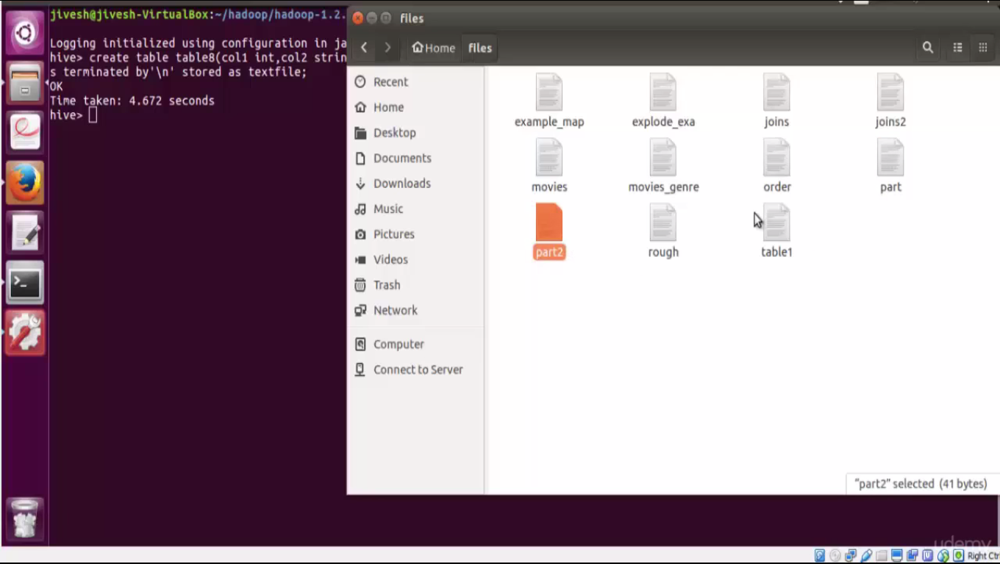 jivesh@jivesh-VirtualBox:~/hadoop/hadoop-1.2.
Logging initialized using configuration in ja
hive> create table table8(col1 int,col2 strin
s terminated by'\n' stored as textfile;
OK
Time taken: 4.672 seconds
hive>
files
Home files
Recent
Home
Desktop
Documents
Downloads
Music
Pictures
Videos
Trash
Network
Computer
Connect to Server
example_map explode_exa joins joins2
movies movies_genre order part
part2 rough table1
"part2" selected (41 bytes)
udemy
Right Ctr